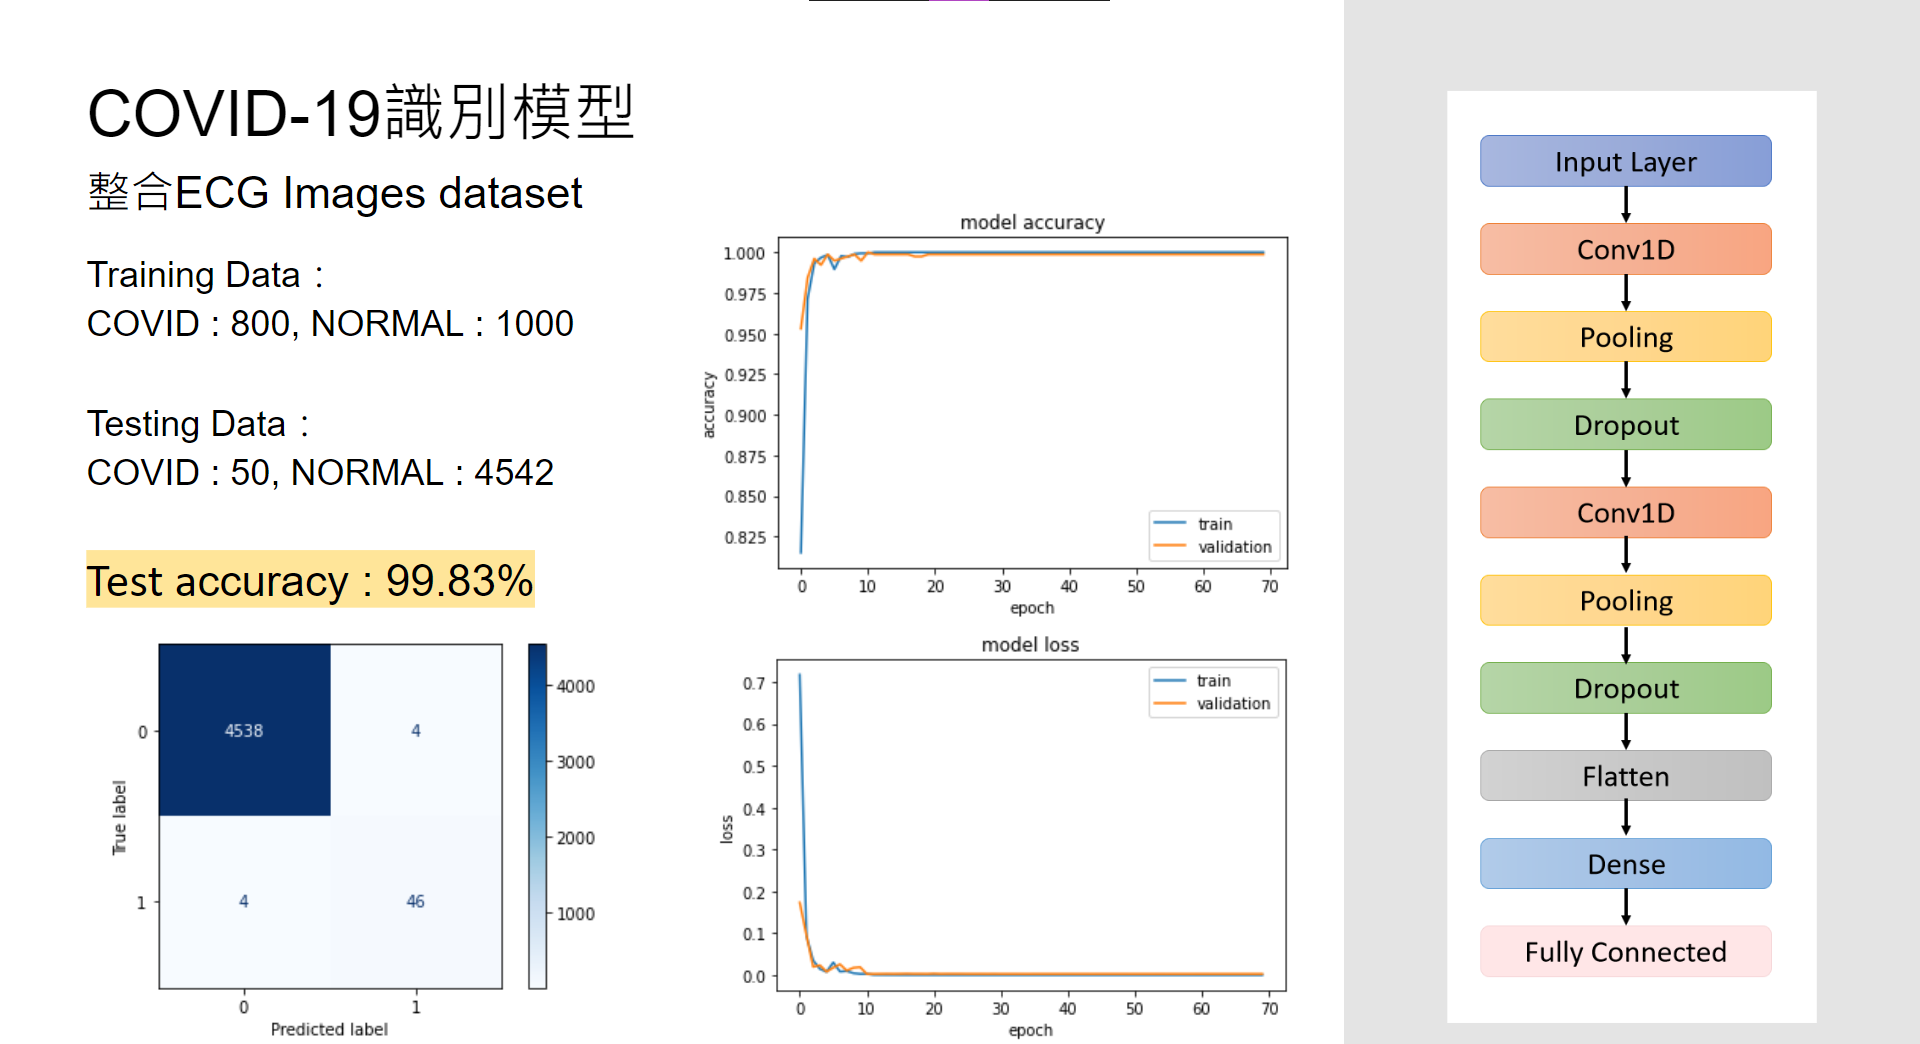 COVID-19識別模型
整合ECG Images dataset
Training Data：
COVID : 800, NORMAL : 1000
Testing Data：
COVID : 50, NORMAL : 4542
Test accuracy : 99.83%
4538
4
4
46
0
1
True label
0
1
Predicted label
4000
3000
2000
1000
model accuracy
1.000
0.975
0.950
0.925
0.900
0.875
0.850
0.825
accuracy
train
validation
0 10 20 30 40 50 60 70
epoch
model loss
0.7
0.6
0.5
0.4
0.3
0.2
0.1
0.0
loss
train
validation
0 10 20 30 40 50 60 70
epoch
Input Layer
Conv1D
Pooling
Dropout
Conv1D
Pooling
Dropout
Flatten
Dense
Fully Connected